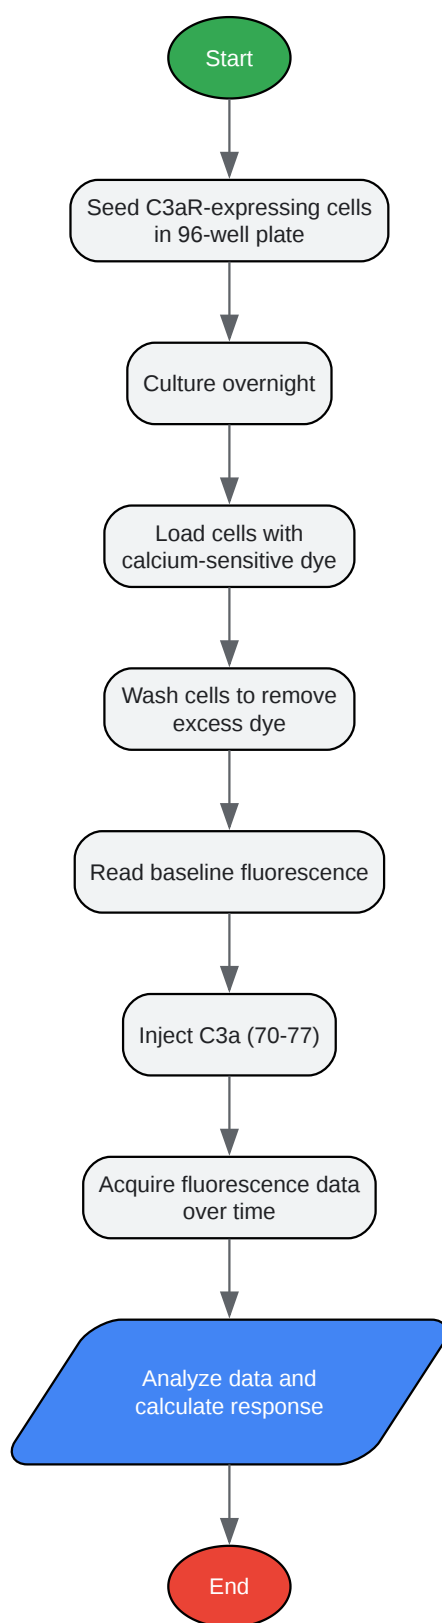 Start
Seed C3aR-expressing cells
in 96-well plate
Culture overnight
Load cells with
calcium-sensitive dye
Wash cells to remove
excess dye
Read baseline fluorescence
Inject C3a (70-77)
Acquire fluorescence data
over time
Analyze data and
calculate response
End